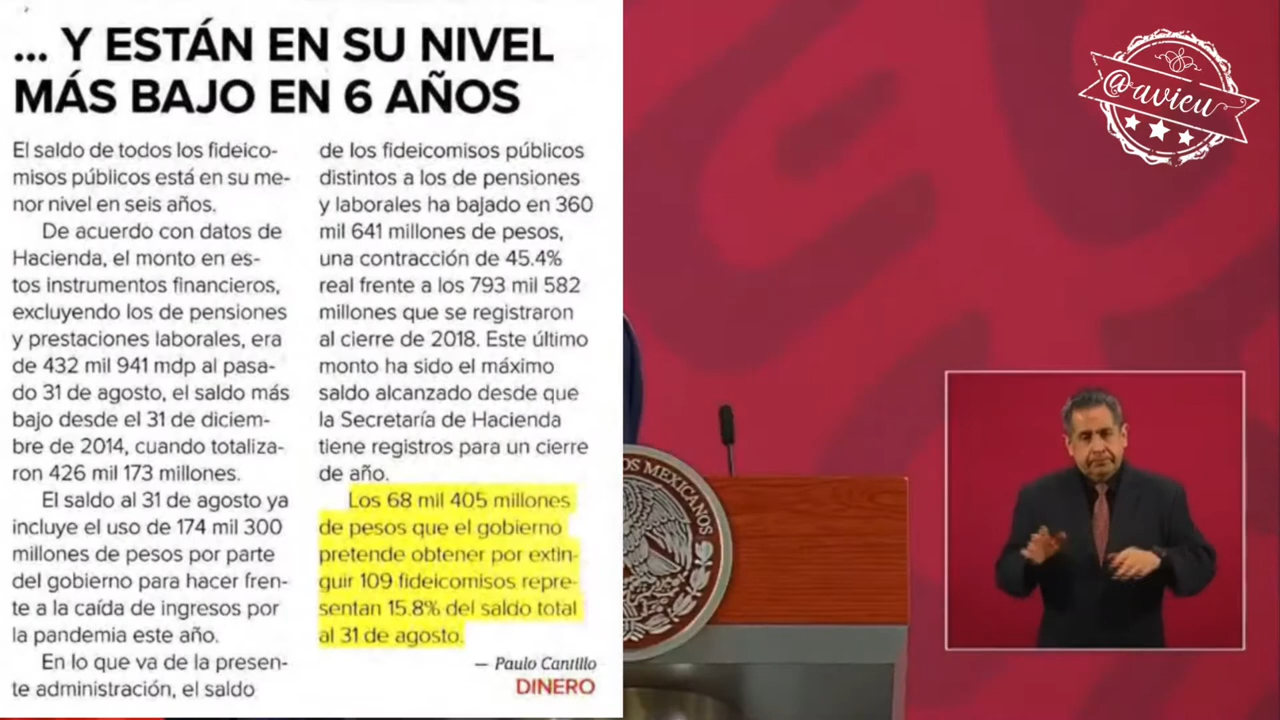 ... Y ESTÁN EN SU NIVEL
MÁS BAJO EN 6 AÑOS
El saldo de todos los fideico-
misos públicos está en su me-
nor nivel en seis años.
De acuerdo con datos de
Hacienda, el monto en es-
tos instrumentos financieros,
excluyendo los de pensiones
y prestaciones laborales, era
de 432 mil 941 mdp al pasa-
do 31 de agosto, el saldo más
bajo desde el 31 de diciem-
bre de 2014, cuando totaliza-
ron 426 mil 173 millones.
El saldo al 31 de agosto ya
incluye el uso de 174 mil 300
millones de pesos por parte
del gobierno para hacer fren-
te a la caída de ingresos por
la pandemia este año.
En lo que va de la presen-
te administración, el saldo
de los fideicomisos públicos
distintos a los de pensiones
y laborales ha bajado en 360
mil 641 millones de pesos,
una contracción de 45.4%
real frente a los 793 mil 582
millones que se registraron
al cierre de 2018. Este último
monto ha sido el máximo
saldo alcanzado desde que
la Secretaría de Hacienda
tiene registros para un cierre
de año.
Los 68 mil 405 millones
de pesos que el gobierno
pretende obtener por extin-
guir 109 fideicomisos repre-
sentan 15.8% del saldo total
al 31 de agosto.
— Paulo Cantillo
DINERO
@avieu
OS MEXICANOS